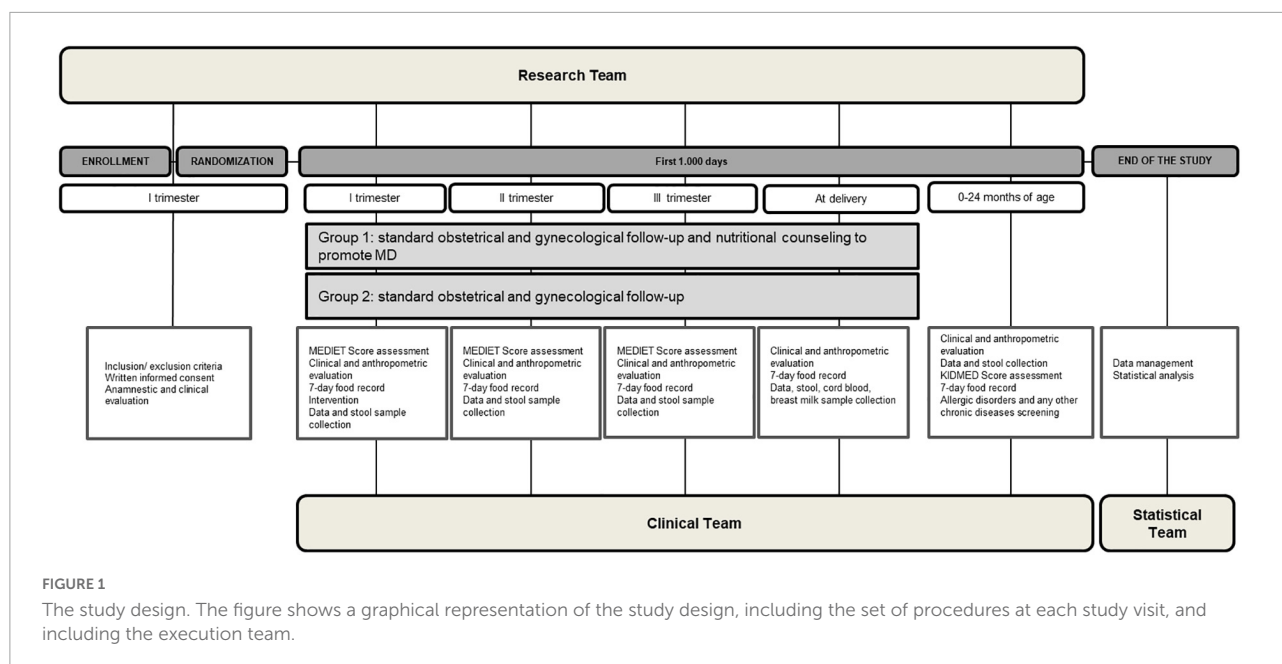 Research Team
ENROLLMENT
RANDOMIZATION
First 1.000 days
END OF THE STUDY
I trimester
I trimester
II trimester
III trimester
At delivery
0-24 months of age
Group 1: standard obstetrical and gynecological follow-up and nutritional counseling to
promote MD
Group 2: standard obstetrical and gynecological follow-up
Inclusion/ exclusion criteria
Written informed consent
Anamnestic and clinical
evaluation
MEDIET Score assessment
Clinical and anthropometric
evaluation
7-day food record
Intervention
Data and stool sample
collection
MEDIET Score assessment
Clinical and anthropometric
evaluation
7-day food record
Data and stool sample
collection
MEDIET Score assessment
Clinical and anthropometric
evaluation
7-day food record
Data and stool sample
collection
Clinical and anthropometric
evaluation
7-day food record
Data, stool, cord blood,
breast milk sample collection
Clinical and anthropometric
evaluation
Data and stool collection
KIDMED Score assessment
7-day food record
Allergic disorders and any other
chronic diseases screening
Data management
Statistical analysis
Clinical Team
Statistical
Team
FIGURE 1
The study design. The figure shows a graphical representation of the study design, including the set of procedures at each study visit, and
including the execution team.